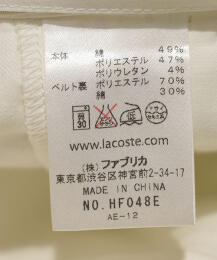 本体 綿 49%
ポリエステル 47%
ポリウレタン 4%
ベルト裏 ポリエステル 70%
綿 30%
弱 30
www.lacoste.com
(株)ファブリカ
東京都渋谷区神宮前2-34-17
MADE IN CHINA
NO.HF048E
AE-12